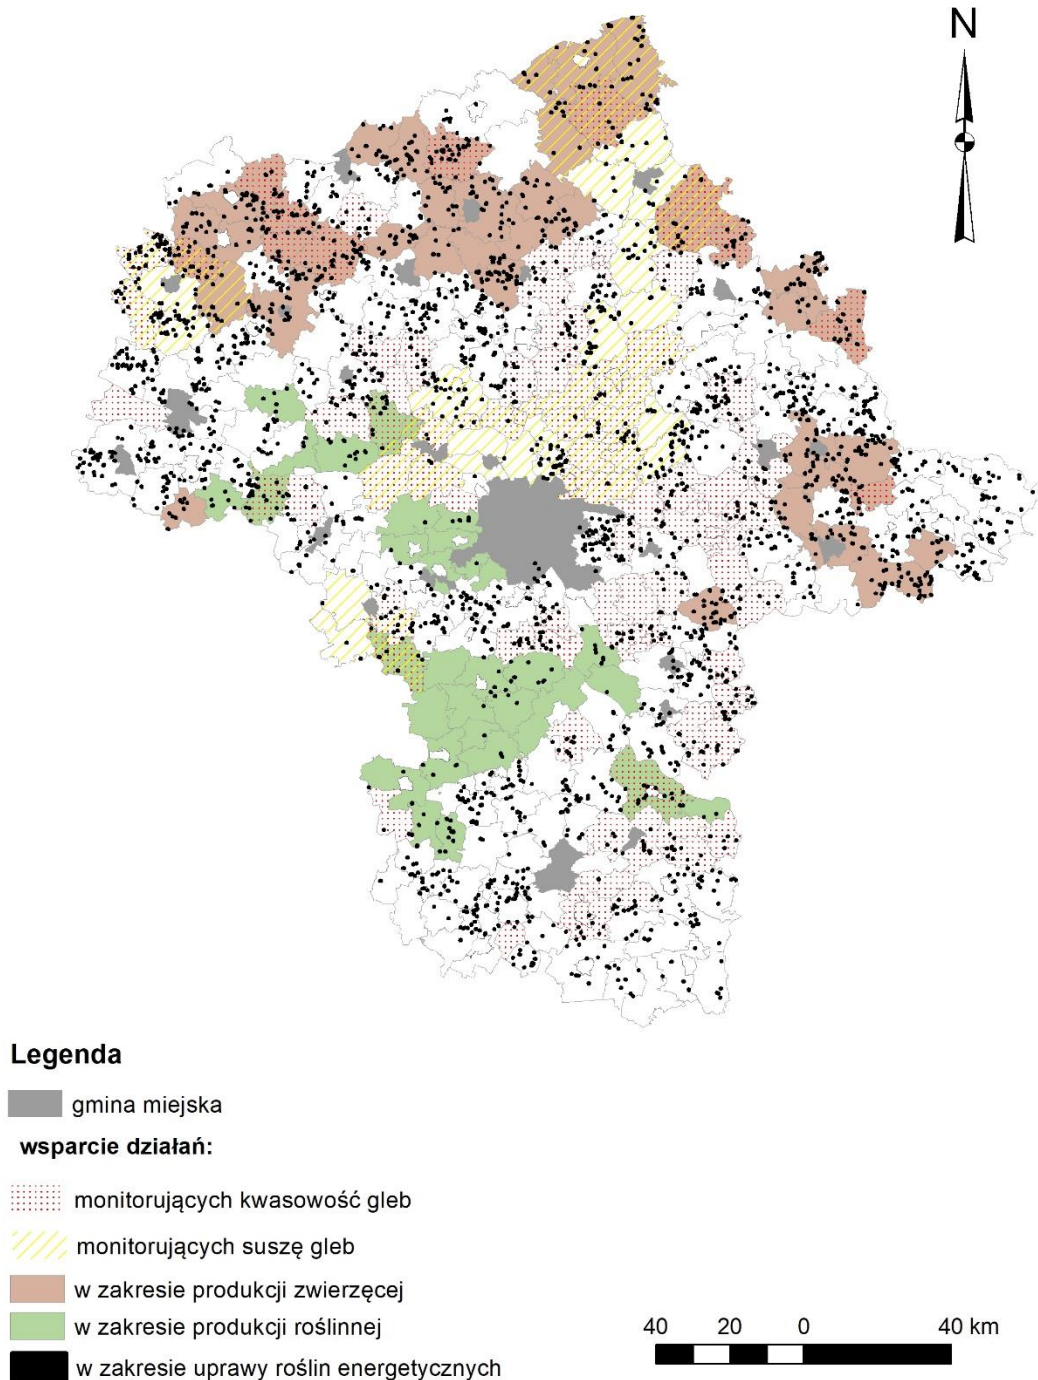 N
Legenda
gmina miejska
wsparcie działań:
monitorujących kwasowość gleb
monitorujących suszę gleb
w zakresie produkcji zwierzęcej
w zakresie produkcji roślinnej
w zakresie uprawy roślin energetycznych
40 20 0 40 km